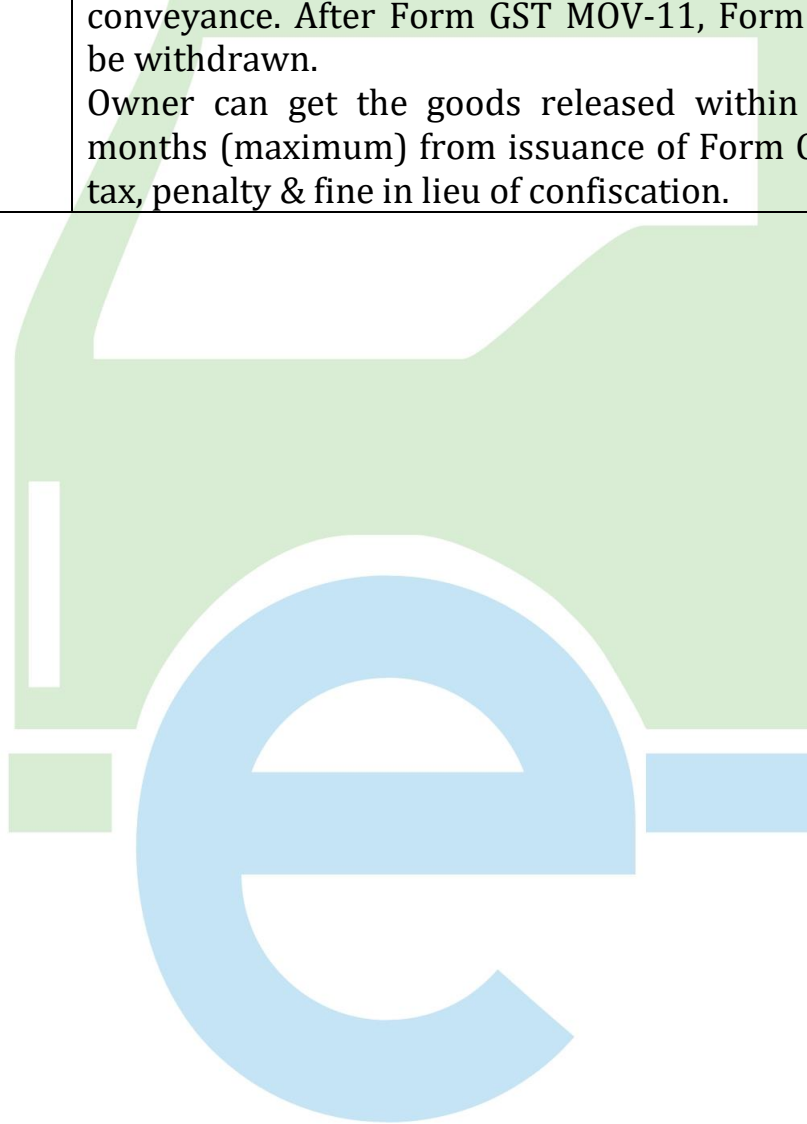 conveyance. After Form GST MOV-11, Form
be withdrawn.
Owner can get the goods released within
months (maximum) from issuance of Form
tax, penalty & fine in lieu of confiscation.
e